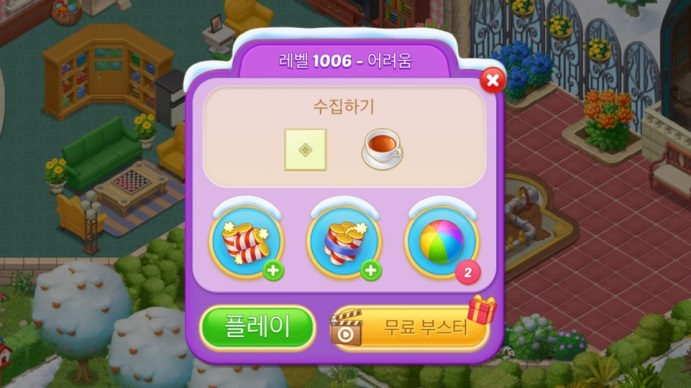 레벨 1006 - 어려움
수집하기
2
플레이
무료 부스터